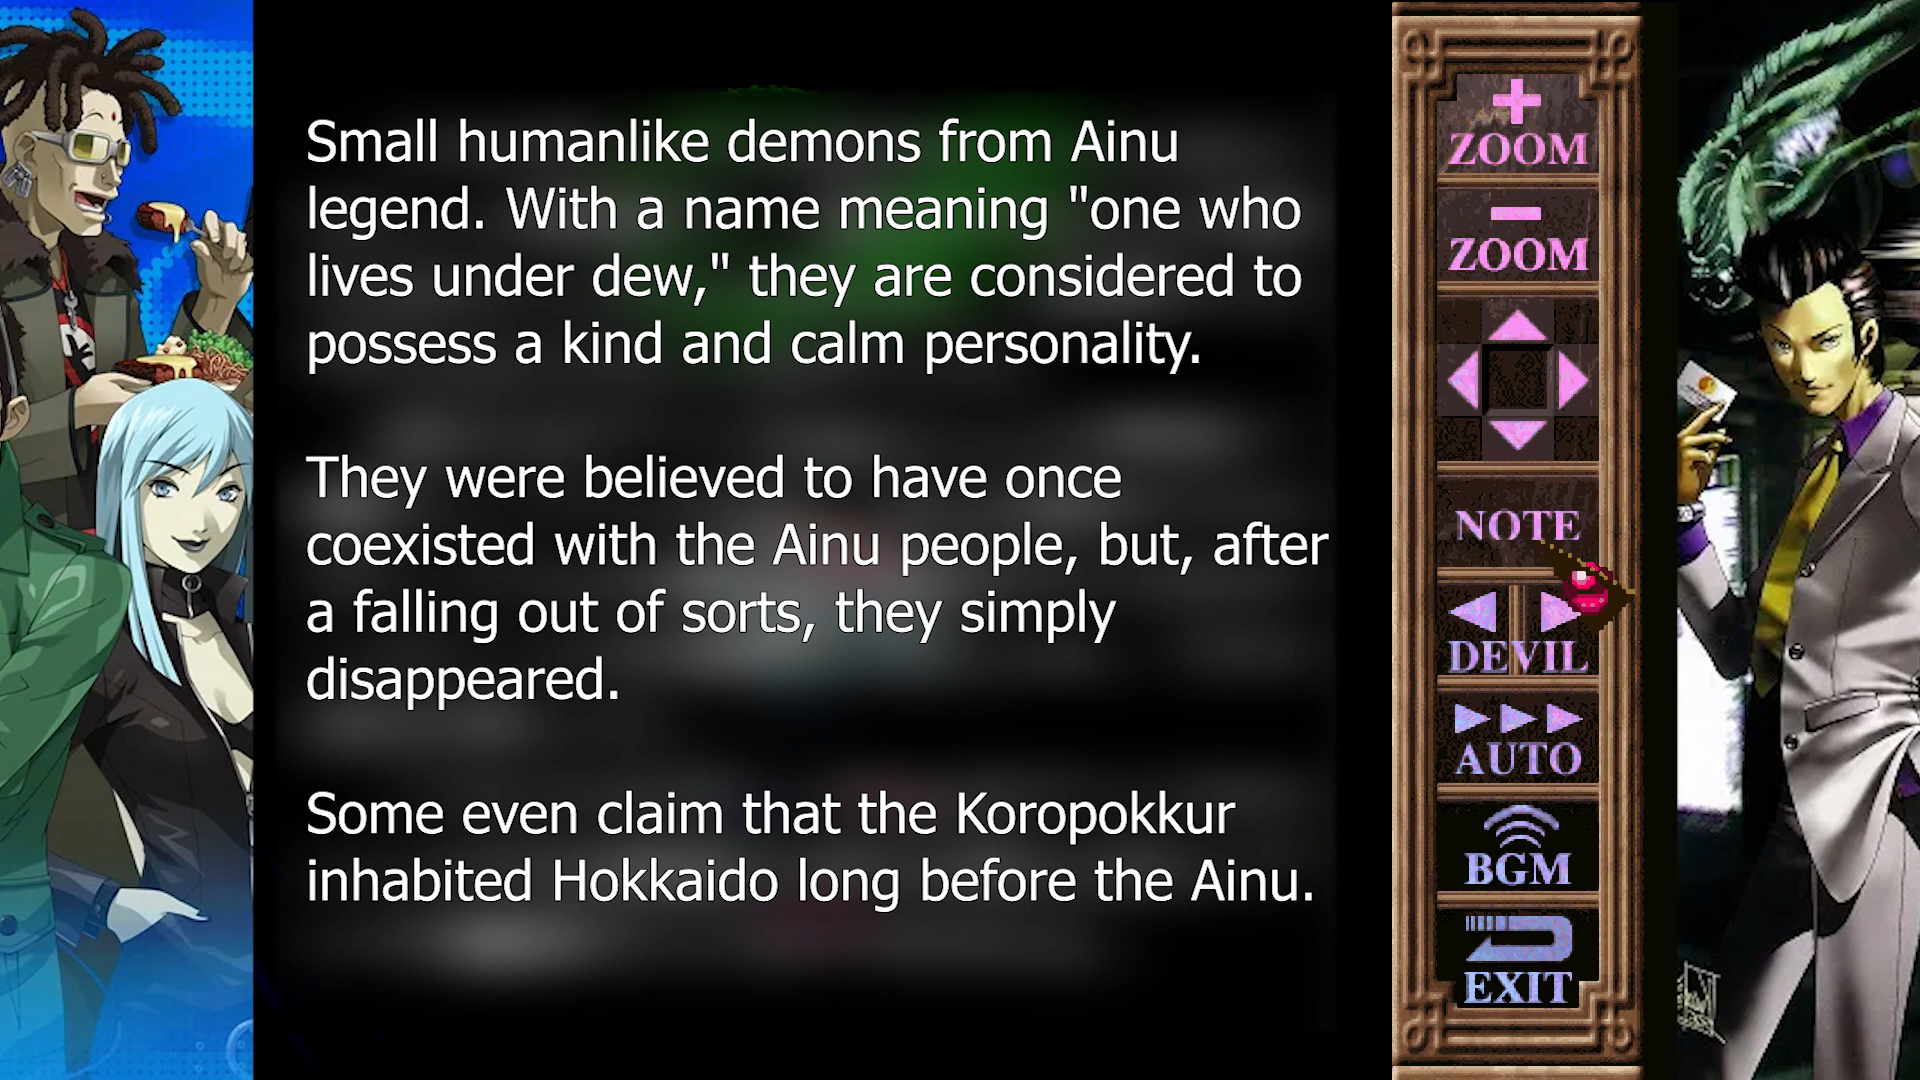 Small humanlike demons from Ainu
legend. With a name meaning "one who
lives under dew," they are considered to
possess a kind and calm personality.
They were believed to have once
coexisted with the Ainu people, but, after
a falling out of sorts, they simply
disappeared.
Some even claim that the Koropokkur
inhabited Hokkaido long before the Ainu.
ZOOM
ZOOM
NOTE
DEVIL
AUTO
BGM
EXIT